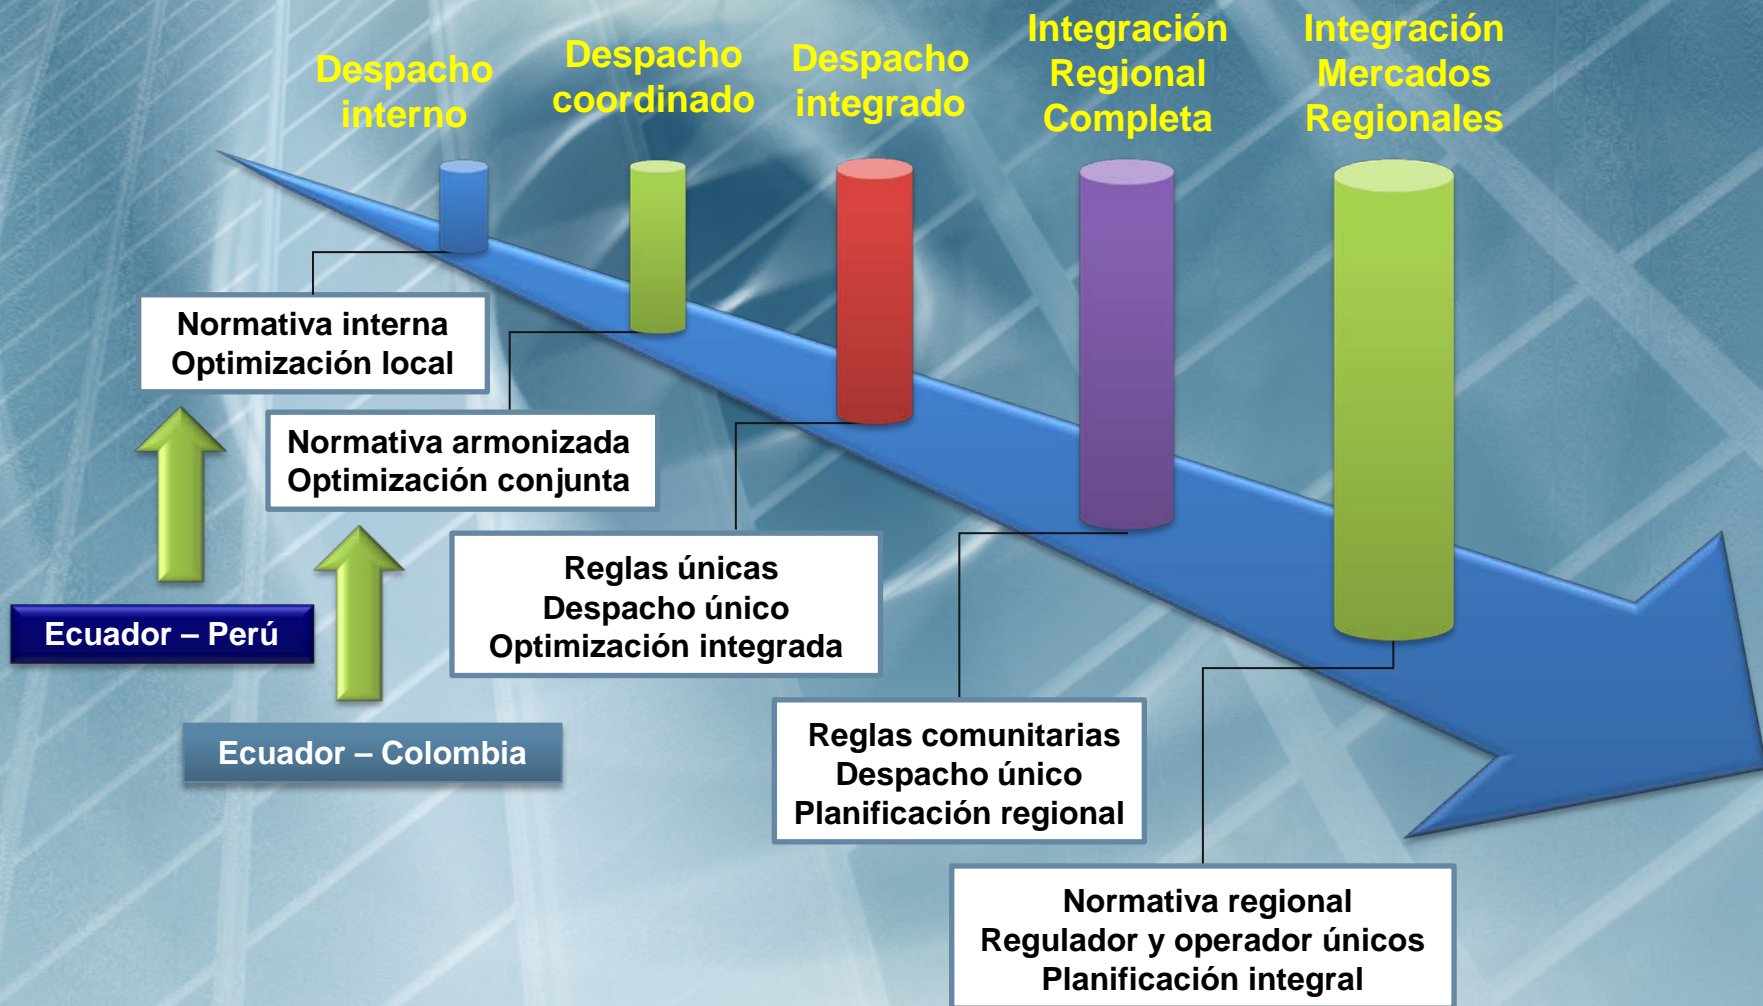 Despacho
interno
Despacho
coordinado
Despacho
integrado
Integración
Regional
Completa
Integración
Mercados
Regionales
Normativa interna
Optimización local
Normativa armonizada
Optimización conjunta
Reglas únicas
Despacho único
Optimización integrada
Ecuador – Perú
Ecuador – Colombia
Reglas comunitarias
Despacho único
Planificación regional
Normativa regional
Regulador y operador únicos
Planificación integral